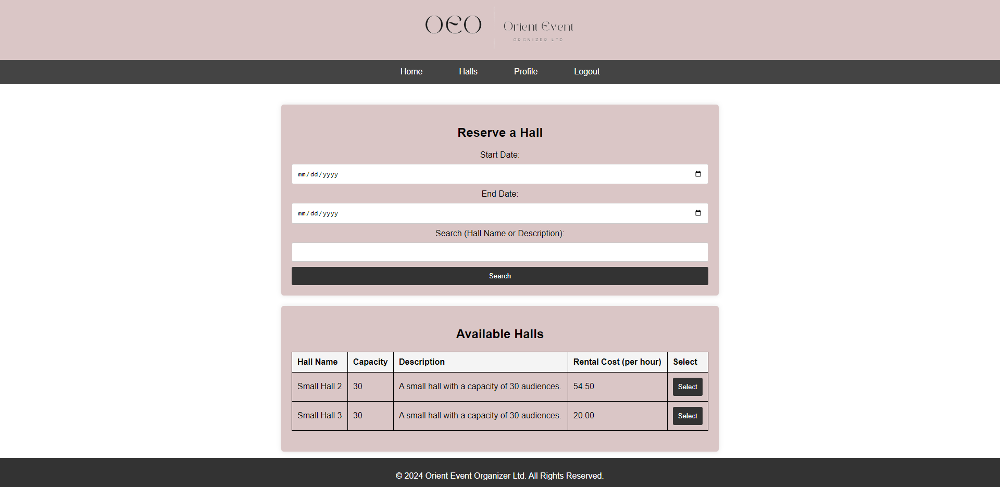 OEO
Orient Event
ORGNIZER LTD
Home Halls Profile Logout
Reserve a Hall
Start Date:
mm/dd/yyyy
End Date:
mm/dd/yyyy
Search (Hall Name or Description):
Search
Available Halls
Hall Name Capacity Description Rental Cost (per hour) Select
Small Hall 2 30 A small hall with a capacity of 30 audiences. 54.50 Select
Small Hall 3 30 A small hall with a capacity of 30 audiences. 20.00 Select
© 2024 Orient Event Organizer Ltd. All Rights Reserved.